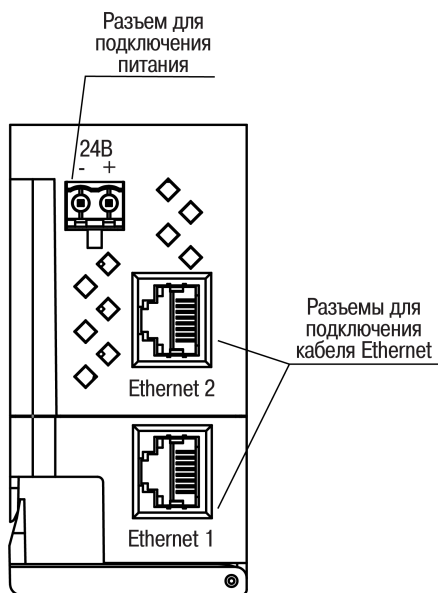 Разъем для
подключения
питания
24В
- +
Разъемы для
подключения
кабеля Ethernet
Ethernet 2
Ethernet 1